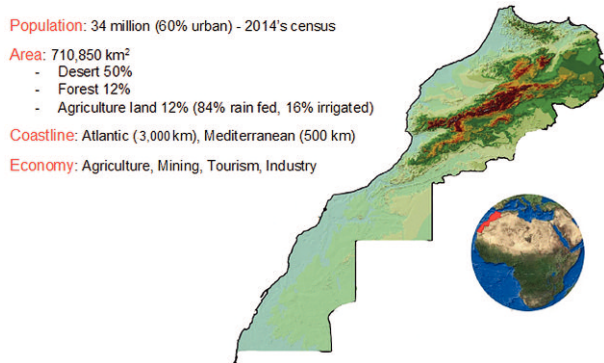 Population: 34 million (60% urban) - 2014's census
Area: 710,850 km²
- Desert 50%
- Forest 12%
- Agriculture land 12% (84% rain fed, 16% irrigated)
Coastline: Atlantic (3,000 km), Mediterranean (500 km)
Economy: Agriculture, Mining, Tourism, Industry